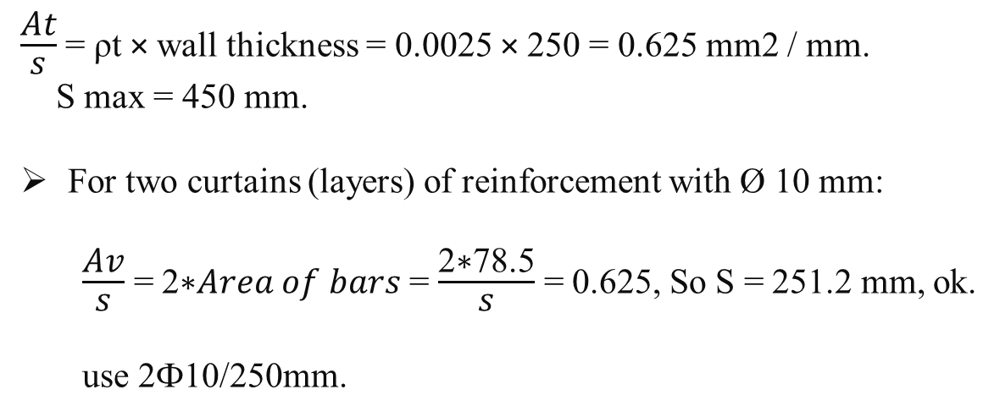 At/s = ρt × wall thickness = 0.0025 × 250 = 0.625 mm2 / mm.
S max = 450 mm.
➢ For two curtains (layers) of reinforcement with Ø 10 mm:
Av/s = 2*Area of bars = 2*78.5/s = 0.625, So S = 251.2 mm, ok.
use 2Φ10/250mm.